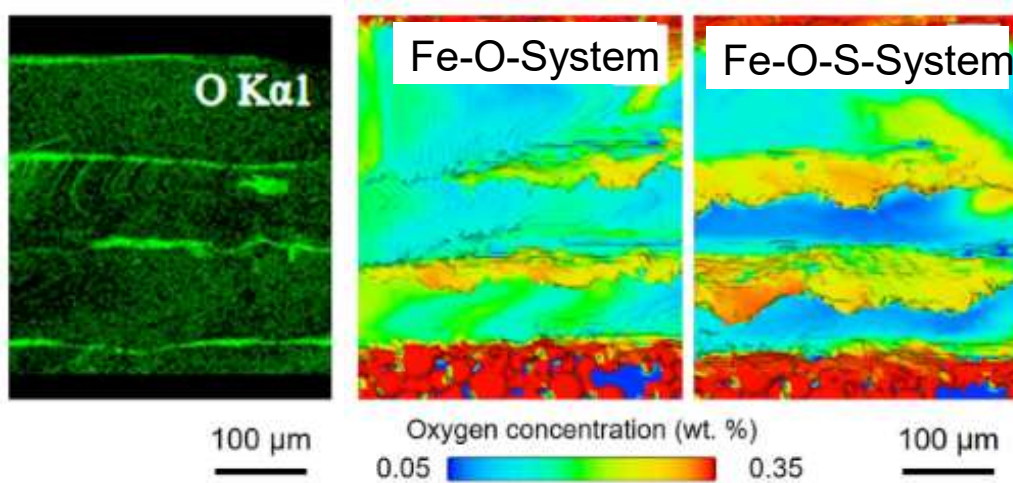 O Kα1
Fe-O-System
Fe-O-S-System
100 µm
Oxygen concentration (wt. %)
0.05
0.35
100 µm